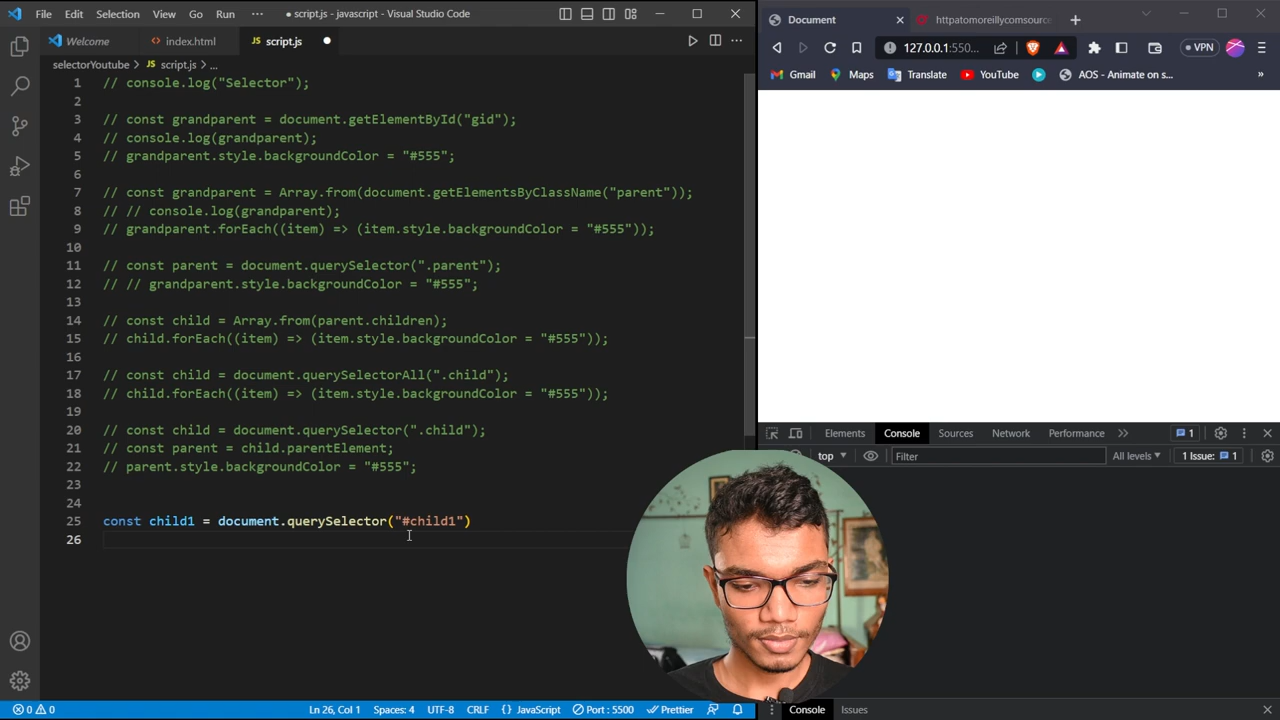 File Edit Selection View Go Run ··· ● script.js - javascript - Visual Studio Code
Welcome index.html JS script.js ●
selectorYoutube > JS script.js > ...
1 // console.log("Selector");
2
3 // const grandparent = document.getElementById("gid");
4 // console.log(grandparent);
5 // grandparent.style.backgroundColor = "#555";
6
7 // const grandparent = Array.from(document.getElementsByClassName("parent"));
8 // // console.log(grandparent);
9 // grandparent.forEach((item) => (item.style.backgroundColor = "#555"));
10
11 // const parent = document.querySelector(".parent");
12 // // grandparent.style.backgroundColor = "#555";
13
14 // const child = Array.from(parent.children);
15 // child.forEach((item) => (item.style.backgroundColor = "#555"));
16
17 // const child = document.querySelectorAll(".child");
18 // child.forEach((item) => (item.style.backgroundColor = "#555"));
19
20 // const child = document.querySelector(".child");
21 // const parent = child.parentElement;
22 // parent.style.backgroundColor = "#555";
23
24
25 const child1 = document.querySelector("#child1")
26
0 0 Ln 26, Col 1 Spaces: 4 UTF-8 CRLF {} JavaScript Port : 5500 Prettier
Document httpatomoreillycomsource
127.0.0.1:550... VPN
Gmail Maps Translate YouTube AOS - Animate on s... »
Elements Console Sources Network Performance » 1
top Filter All levels 1 Issue: 1
Console Issues